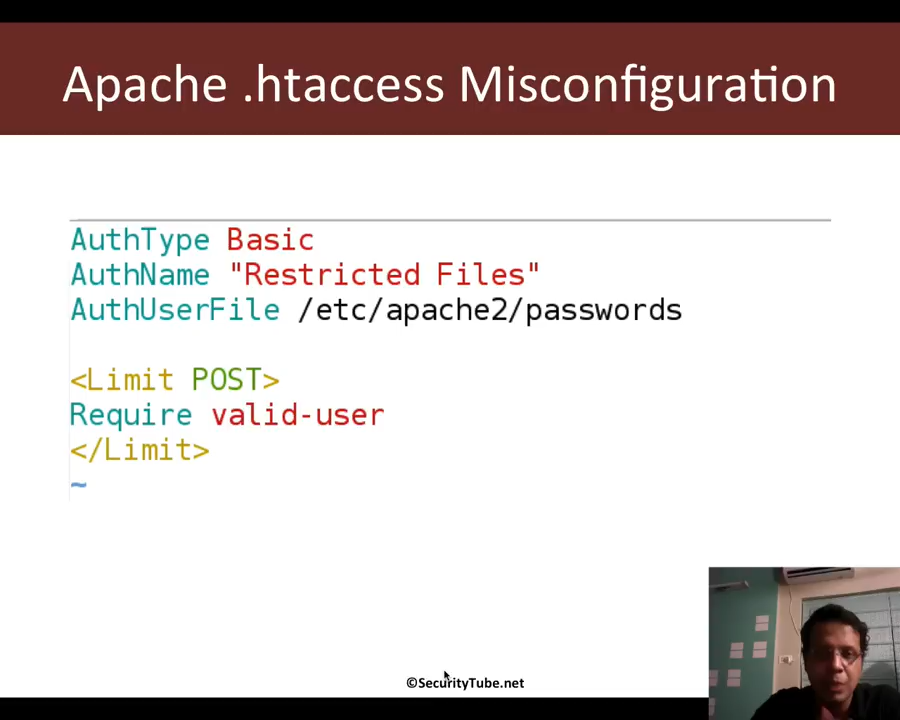 Apache .htaccess Misconfiguration
AuthType Basic
AuthName "Restricted Files"
AuthUserFile /etc/apache2/passwords
<Limit POST>
Require valid-user
</Limit>
~
©SecurityTube.net